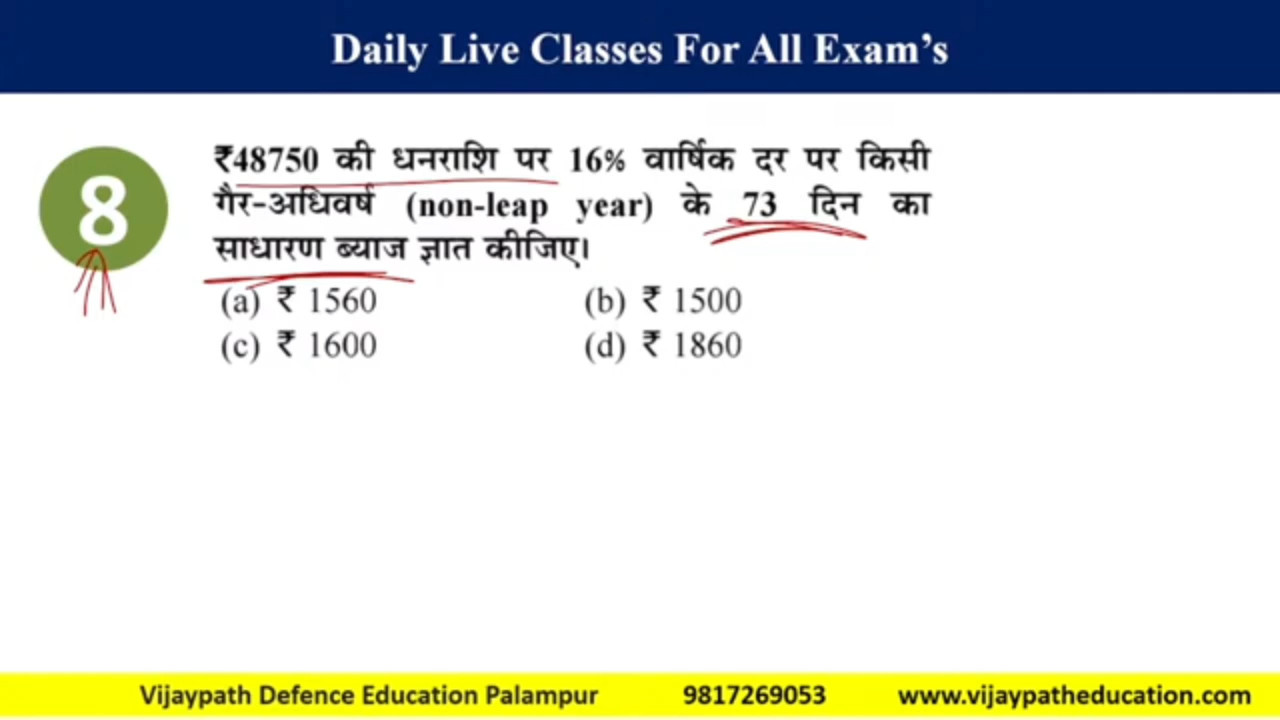 Daily Live Classes For All Exam's
8
₹48750 की धनराशि पर 16% वार्षिक दर पर किसी
गैर-अधिवर्ष (non-leap year) के 73 दिन का
साधारण ब्याज ज्ञात कीजिए।
(a) ₹ 1560 (b) ₹ 1500
(c) ₹ 1600 (d) ₹ 1860
Vijaypath Defence Education Palampur 9817269053 www.vijaypatheducation.com